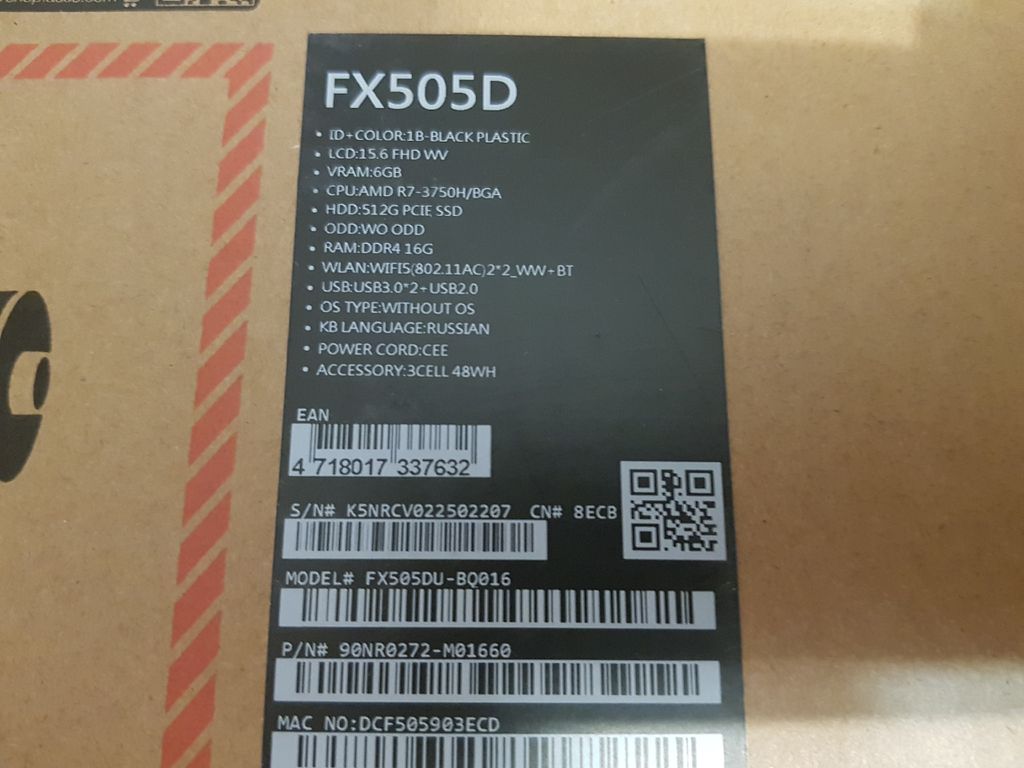 FX505D
• ID+COLOR:1B-BLACK PLASTIC
• LCD:15.6 FHD WV
• VRAM:6GB
• CPU:AMD R7-3750H/BGA
• HDD:512G PCIE SSD
• ODD:WO ODD
• RAM:DDR4 16G
• WLAN:WIFI5(802.11AC)2*2_WW+BT
• USB:USB3.0*2+USB2.0
• OS TYPE:WITHOUT OS
• KB LANGUAGE:RUSSIAN
• POWER CORD:CEE
• ACCESSORY:3CELL 48WH
EAN
4 718017 337632
S/N# K5NRCV022502207 CN# 8ECB
MODEL# FX505DU-BQ016
P/N# 90NR0272-M01660
MAC NO:DCF505903ECD